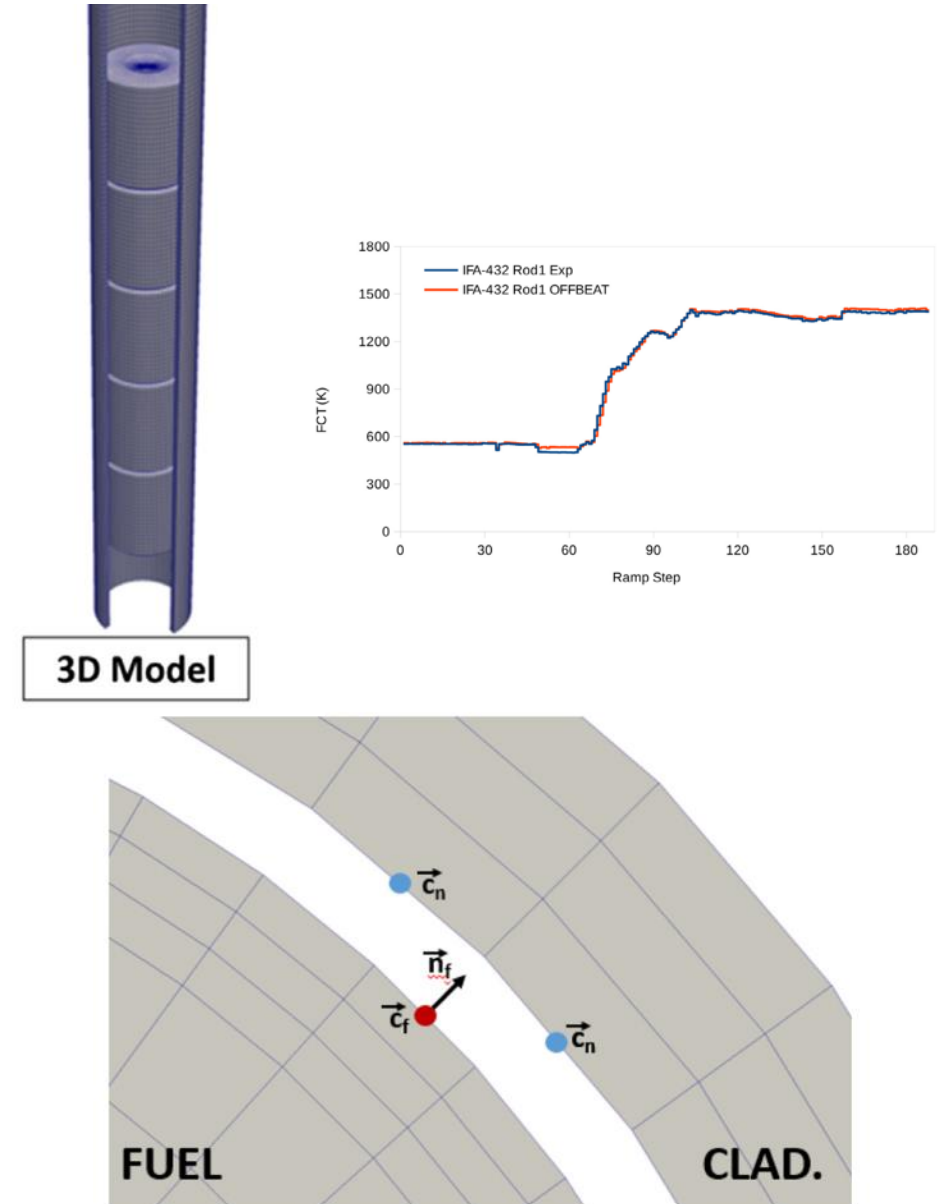 3D Model
1800
1500
1200
900
600
300
0
FCT (K)
IFA-432 Rod1 Exp
IFA-432 Rod1 OFFBEAT
0 30 60 90 120 150 180
Ramp Step
c⃗n
n⃗f
c⃗f
c⃗n
FUEL
CLAD.